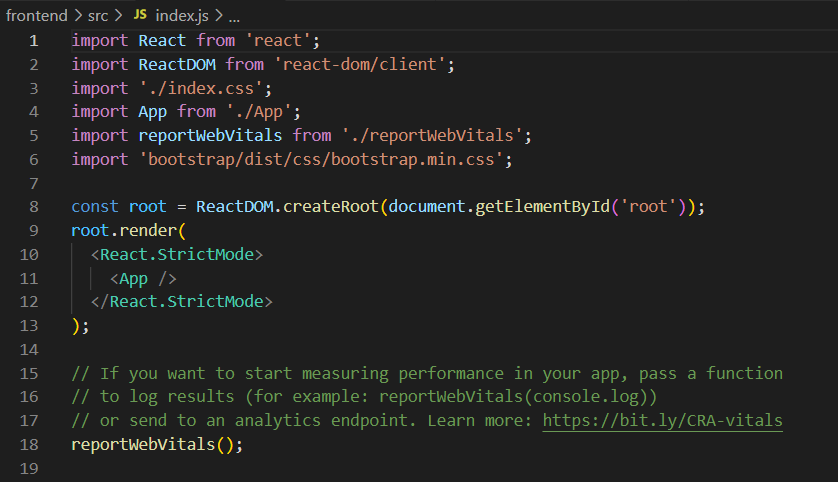 frontend > src > JS index.js > ...
1 import React from 'react';
2 import ReactDOM from 'react-dom/client';
3 import './index.css';
4 import App from './App';
5 import reportWebVitals from './reportWebVitals';
6 import 'bootstrap/dist/css/bootstrap.min.css';
7
8 const root = ReactDOM.createRoot(document.getElementById('root'));
9 root.render(
10   <React.StrictMode>
11     <App />
12   </React.StrictMode>
13 );
14
15 // If you want to start measuring performance in your app, pass a function
16 // to log results (for example: reportWebVitals(console.log))
17 // or send to an analytics endpoint. Learn more: https://bit.ly/CRA-vitals
18 reportWebVitals();
19